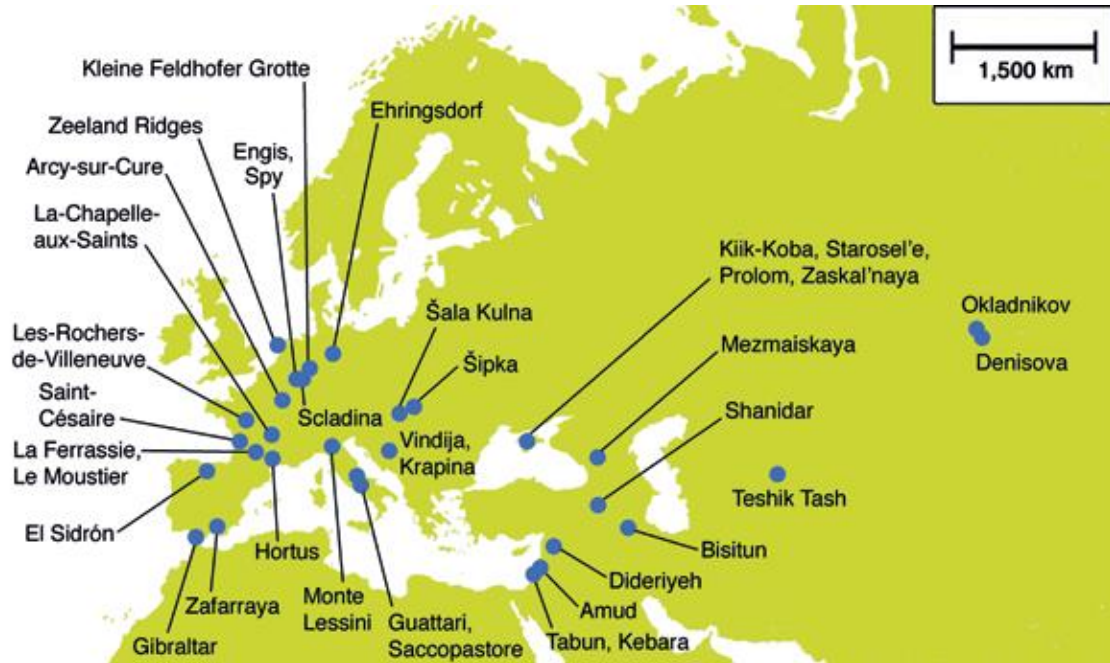 1,500 km
Kleine Feldhofer Grotte
Ehringsdorf
Zeeland Ridges
Engis,
Spy
Arcy-sur-Cure
La-Chapelle-
aux-Saints
Kiik-Koba, Starosel'e,
Prolom, Zaskal'naya
Okladnikov
Denisova
Šala Kulna
Les-Rochers-
de-Villeneuve
Mezmaiskaya
Šipka
Saint-
Césaire
Scladina
Shanidar
Vindija,
Krapina
La Ferrassie,
Le Moustier
Teshik Tash
El Sidrón
Bisitun
Hortus
Dideriyeh
Zafarraya
Monte
Lessini
Amud
Guattari,
Saccopastore
Tabun, Kebara
Gibraltar